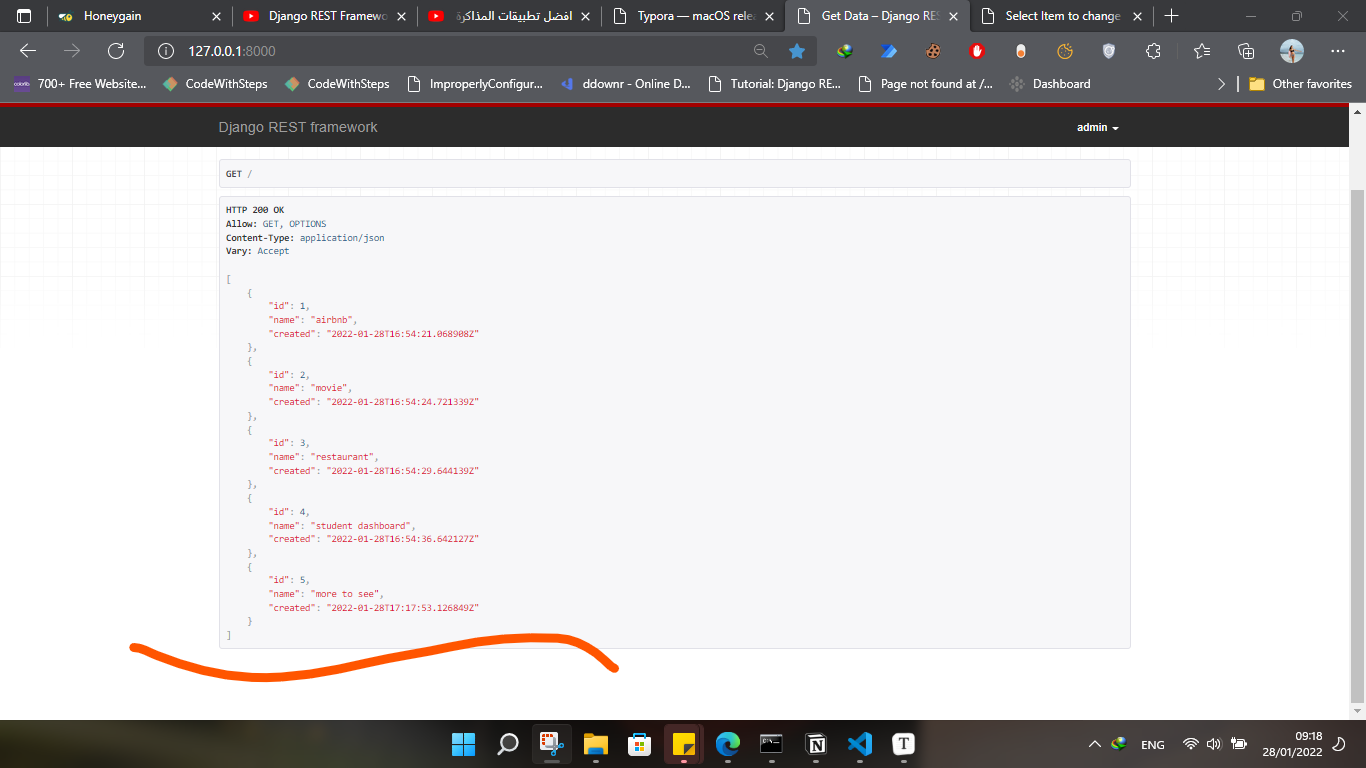 Honeygain
Django REST Framewo
افضل تطبيقات المذاكرة
Typora — macOS rele
Get Data – Django RES
Select Item to change
127.0.0.1:8000
700+ Free Website...
CodeWithSteps
CodeWithSteps
ImproperlyConfigur...
ddownr - Online D...
Tutorial: Django RE...
Page not found at /...
Dashboard
Other favorites
Django REST framework
admin
GET /
HTTP 200 OK
Allow: GET, OPTIONS
Content-Type: application/json
Vary: Accept
[
{
"id": 1,
"name": "airbnb",
"created": "2022-01-28T16:54:21.068908Z"
},
{
"id": 2,
"name": "movie",
"created": "2022-01-28T16:54:24.721339Z"
},
{
"id": 3,
"name": "restaurant",
"created": "2022-01-28T16:54:29.644139Z"
},
{
"id": 4,
"name": "student dashboard",
"created": "2022-01-28T16:54:36.642127Z"
},
{
"id": 5,
"name": "more to see",
"created": "2022-01-28T17:17:53.126849Z"
}
]
ENG
09:18
28/01/2022